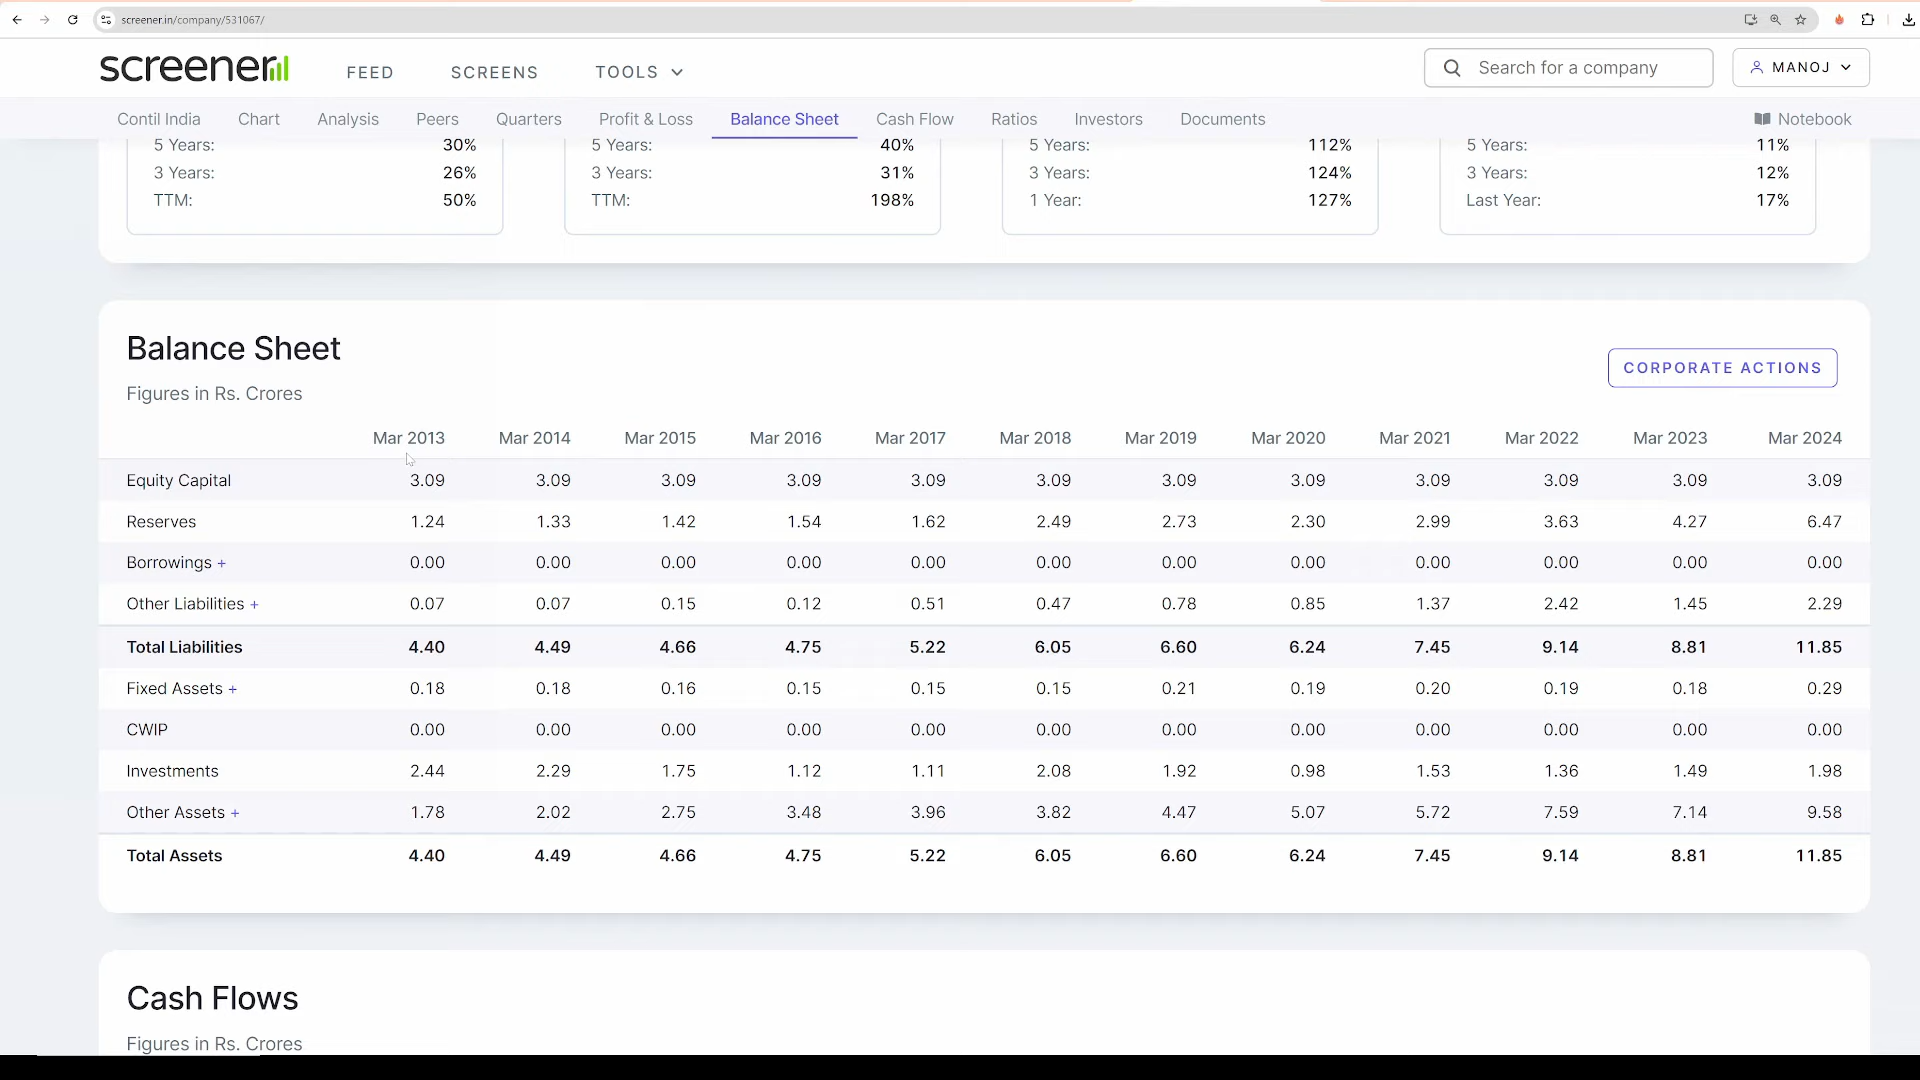 screener.in/company/531067/
screener
FEED SCREENS TOOLS
Search for a company
MANOJ
Contil India Chart Analysis Peers Quarters Profit & Loss Balance Sheet Cash Flow Ratios Investors Documents Notebook
5 Years: 30% 5 Years: 40% 5 Years: 112% 5 Years: 11%
3 Years: 26% 3 Years: 31% 3 Years: 124% 3 Years: 12%
TTM: 50% TTM: 198% 1 Year: 127% Last Year: 17%
Balance Sheet
CORPORATE ACTIONS
Figures in Rs. Crores
Mar 2013 Mar 2014 Mar 2015 Mar 2016 Mar 2017 Mar 2018 Mar 2019 Mar 2020 Mar 2021 Mar 2022 Mar 2023 Mar 2024
Equity Capital 3.09 3.09 3.09 3.09 3.09 3.09 3.09 3.09 3.09 3.09 3.09 3.09
Reserves 1.24 1.33 1.42 1.54 1.62 2.49 2.73 2.30 2.99 3.63 4.27 6.47
Borrowings + 0.00 0.00 0.00 0.00 0.00 0.00 0.00 0.00 0.00 0.00 0.00 0.00
Other Liabilities + 0.07 0.07 0.15 0.12 0.51 0.47 0.78 0.85 1.37 2.42 1.45 2.29
Total Liabilities 4.40 4.49 4.66 4.75 5.22 6.05 6.60 6.24 7.45 9.14 8.81 11.85
Fixed Assets + 0.18 0.18 0.16 0.15 0.15 0.15 0.21 0.19 0.20 0.19 0.18 0.29
CWIP 0.00 0.00 0.00 0.00 0.00 0.00 0.00 0.00 0.00 0.00 0.00 0.00
Investments 2.44 2.29 1.75 1.12 1.11 2.08 1.92 0.98 1.53 1.36 1.49 1.98
Other Assets + 1.78 2.02 2.75 3.48 3.96 3.82 4.47 5.07 5.72 7.59 7.14 9.58
Total Assets 4.40 4.49 4.66 4.75 5.22 6.05 6.60 6.24 7.45 9.14 8.81 11.85
Cash Flows
Figures in Rs. Crores